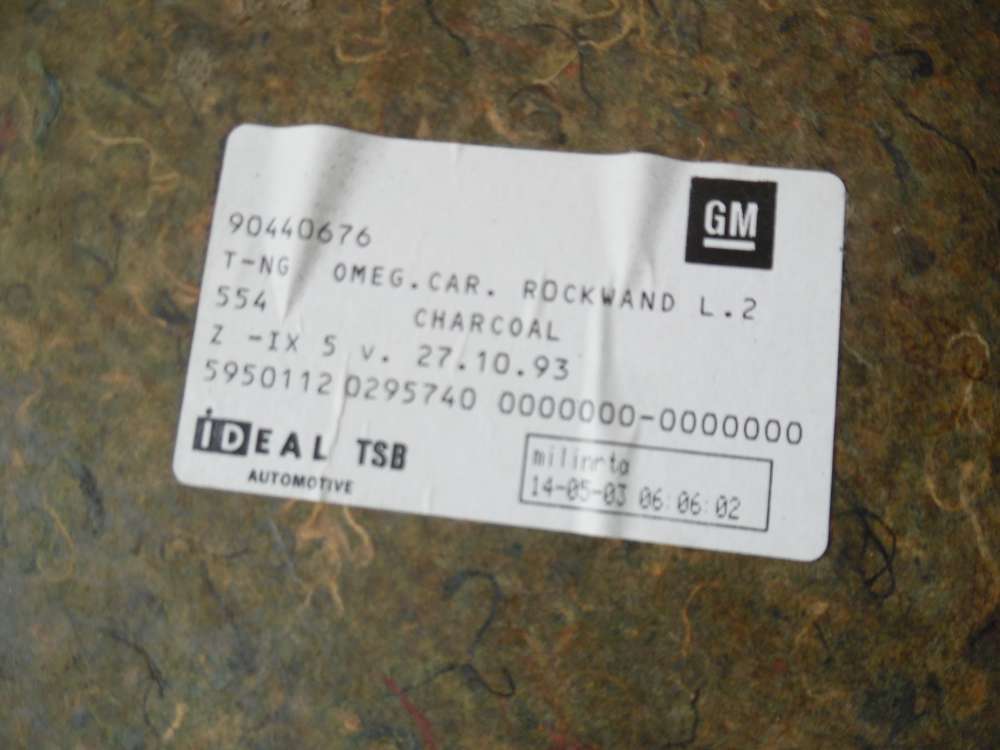 GM
90440676
T-NG OMEG.CAR. ROCKWAND L.2
554 CHARCOAL
Z -IX 5 v. 27.10.93
5950112 0295740 0000000-0000000
iDEAL TSB
AUTOMOTIVE
14-05-03 06:06:02